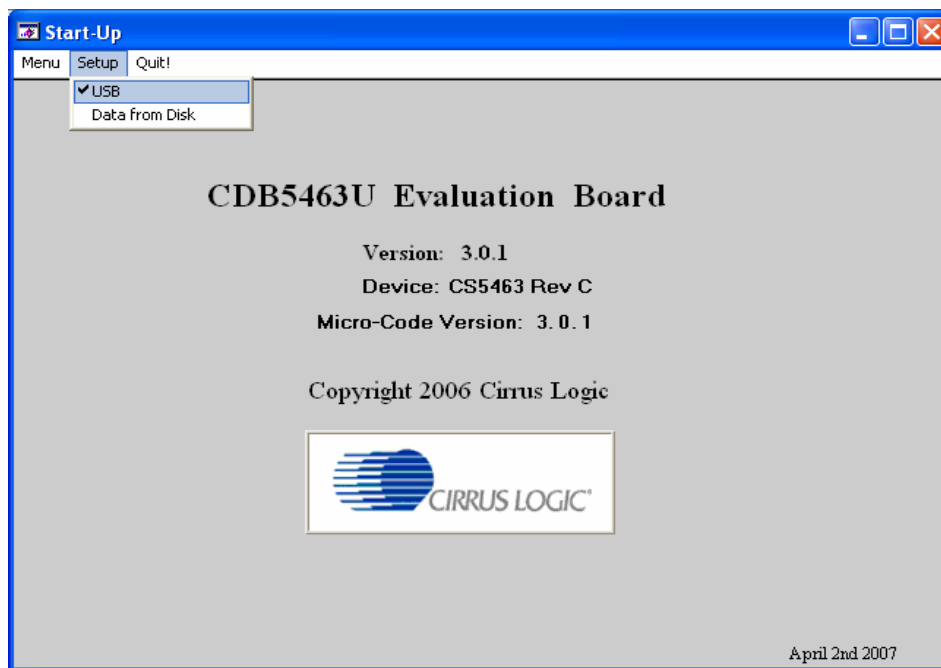 Start-Up
Menu Setup Quit!
✔USB
Data from Disk
CDB5463U Evaluation Board
Version: 3.0.1
Device: CS5463 Rev C
Micro-Code Version: 3.0.1
Copyright 2006 Cirrus Logic
CIRRUS LOGIC®
April 2nd 2007